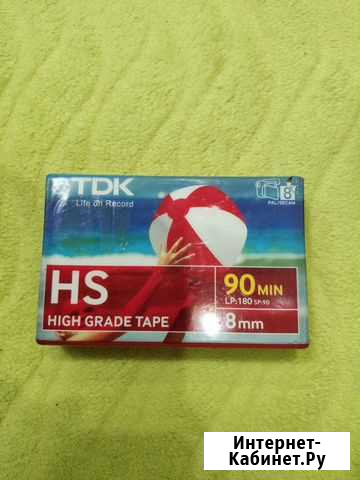 TDK
Life on Record
8
PAL/SECAM
HS
90 MIN
LP:180 SP:90
HIGH GRADE TAPE
8mm
Интернет-
Кабинет.Ру